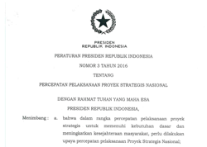 PRESIDEN
REPUBLIK INDONESIA
PERATURAN PRESIDEN REPUBLIK INDONESIA
NOMOR 3 TAHUN 2016
TENTANG
PERCEPATAN PELAKSANAAN PROYEK STRATEGIS NASIONAL
DENGAN RAHMAT TUHAN YANG MAHA ESA
PRESIDEN REPUBLIK INDONESIA,
Menimbang : a. bahwa dalam rangka percepatan pelaksanaan proyek
strategis untuk memenuhi kebutuhan dasar dan
meningkatkan kesejahteraan masyarakat, perlu dilakukan
upaya percepatan pelaksanaan Proyek Strategis Nasional;